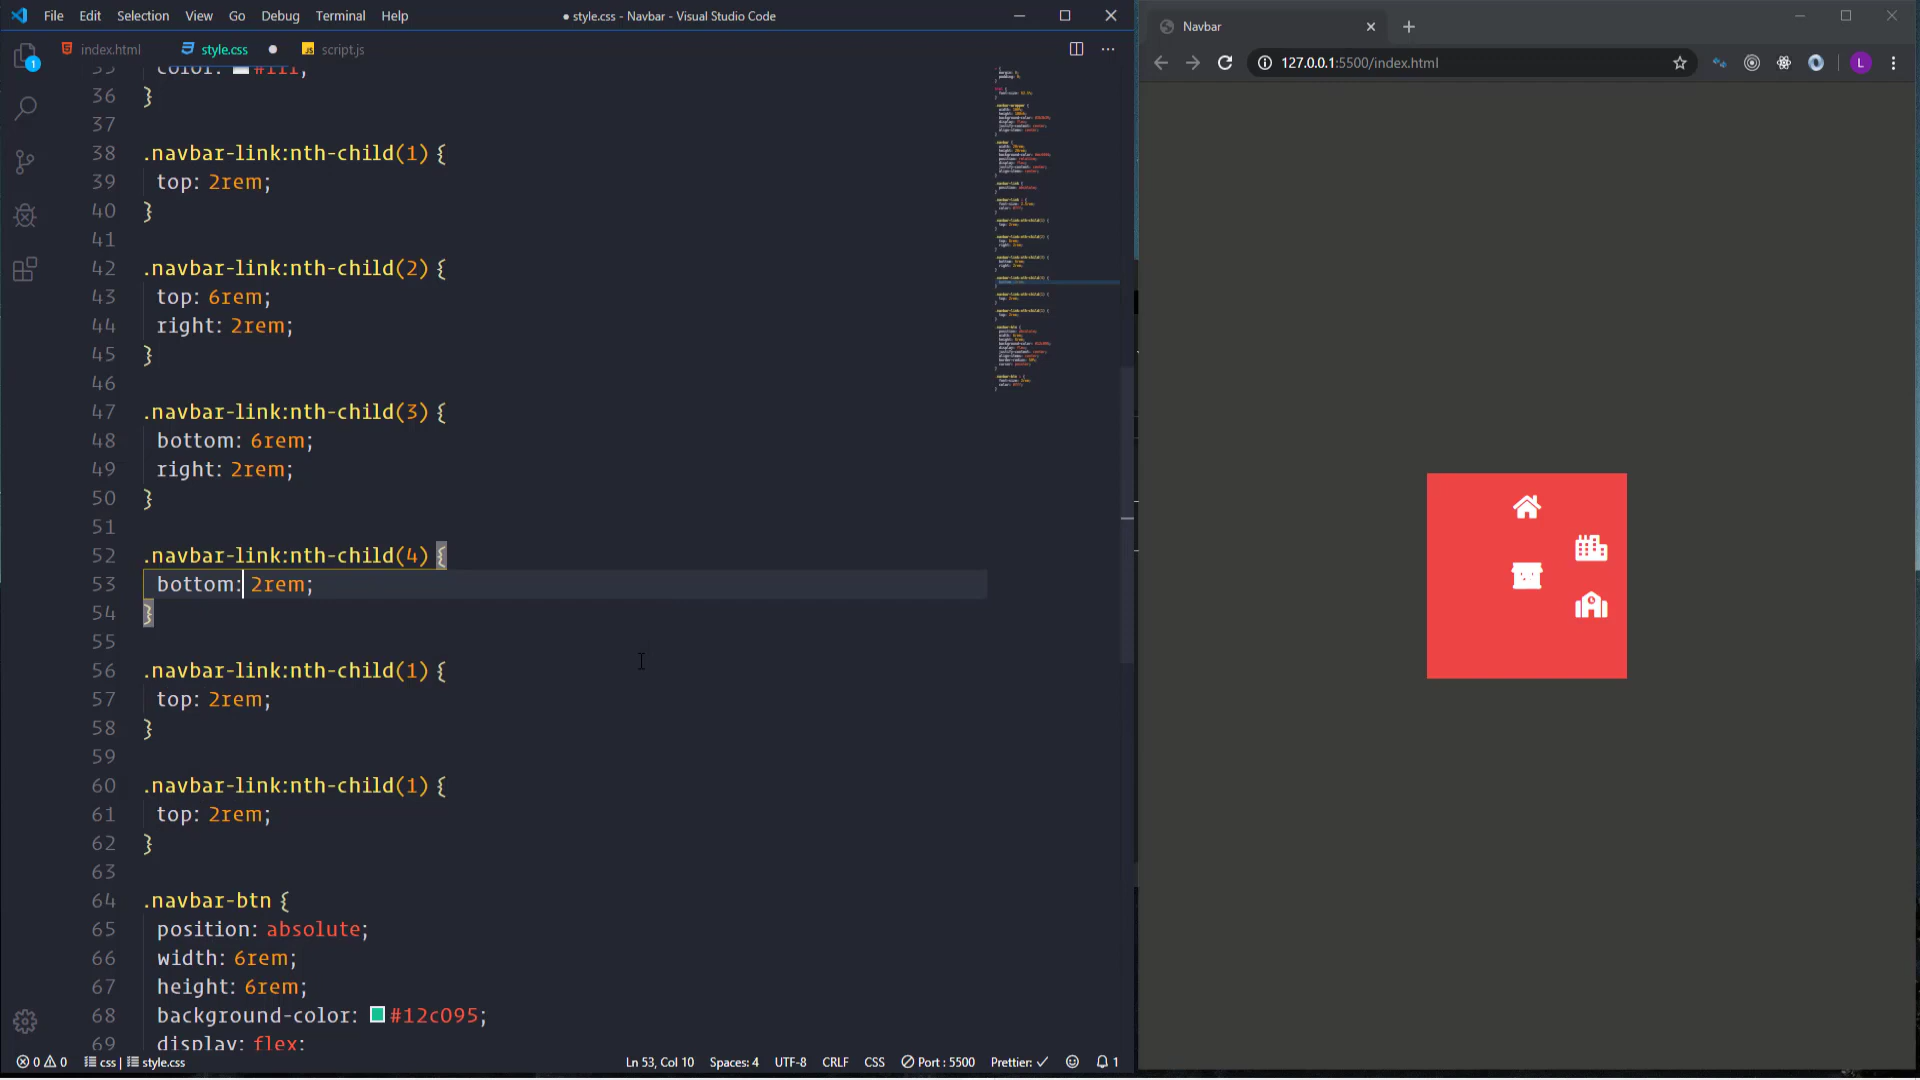 File Edit Selection View Go Debug Terminal Help
● style.css - Navbar - Visual Studio Code
index.html style.css script.js
35 color: #fff;
36 }
37
38 .navbar-link:nth-child(1) {
39 top: 2rem;
40 }
41
42 .navbar-link:nth-child(2) {
43 top: 6rem;
44 right: 2rem;
45 }
46
47 .navbar-link:nth-child(3) {
48 bottom: 6rem;
49 right: 2rem;
50 }
51
52 .navbar-link:nth-child(4) {
53 bottom: 2rem;
54 }
55
56 .navbar-link:nth-child(1) {
57 top: 2rem;
58 }
59
60 .navbar-link:nth-child(1) {
61 top: 2rem;
62 }
63
64 .navbar-btn {
65 position: absolute;
66 width: 6rem;
67 height: 6rem;
68 background-color: #12c095;
69 display: flex;
0 0 css | style.css Ln 53, Col 10 Spaces: 4 UTF-8 CRLF CSS Port : 5500 Prettier: ✓ 1
Navbar
127.0.0.1:5500/index.html
L